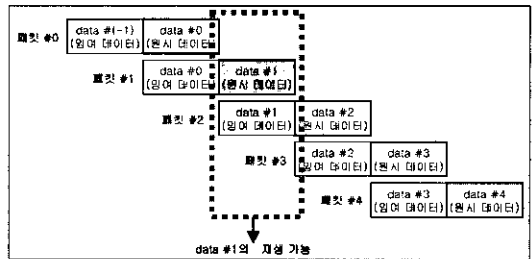 패킷 #0
data #(-1)
(잉여 데이터)
data #0
(원시 데이터)
패킷 #1
data #0
(잉여 데이터)
data #1
(원시 데이터)
패킷 #2
data #1
(잉여 데이터)
data #2
(원시 데이터)
패킷 #3
data #2
(잉여 데이터)
data #3
(원시 데이터)
패킷 #4
data #3
(잉여 데이터)
data #4
(원시 데이터)
data #1의 재생 가능